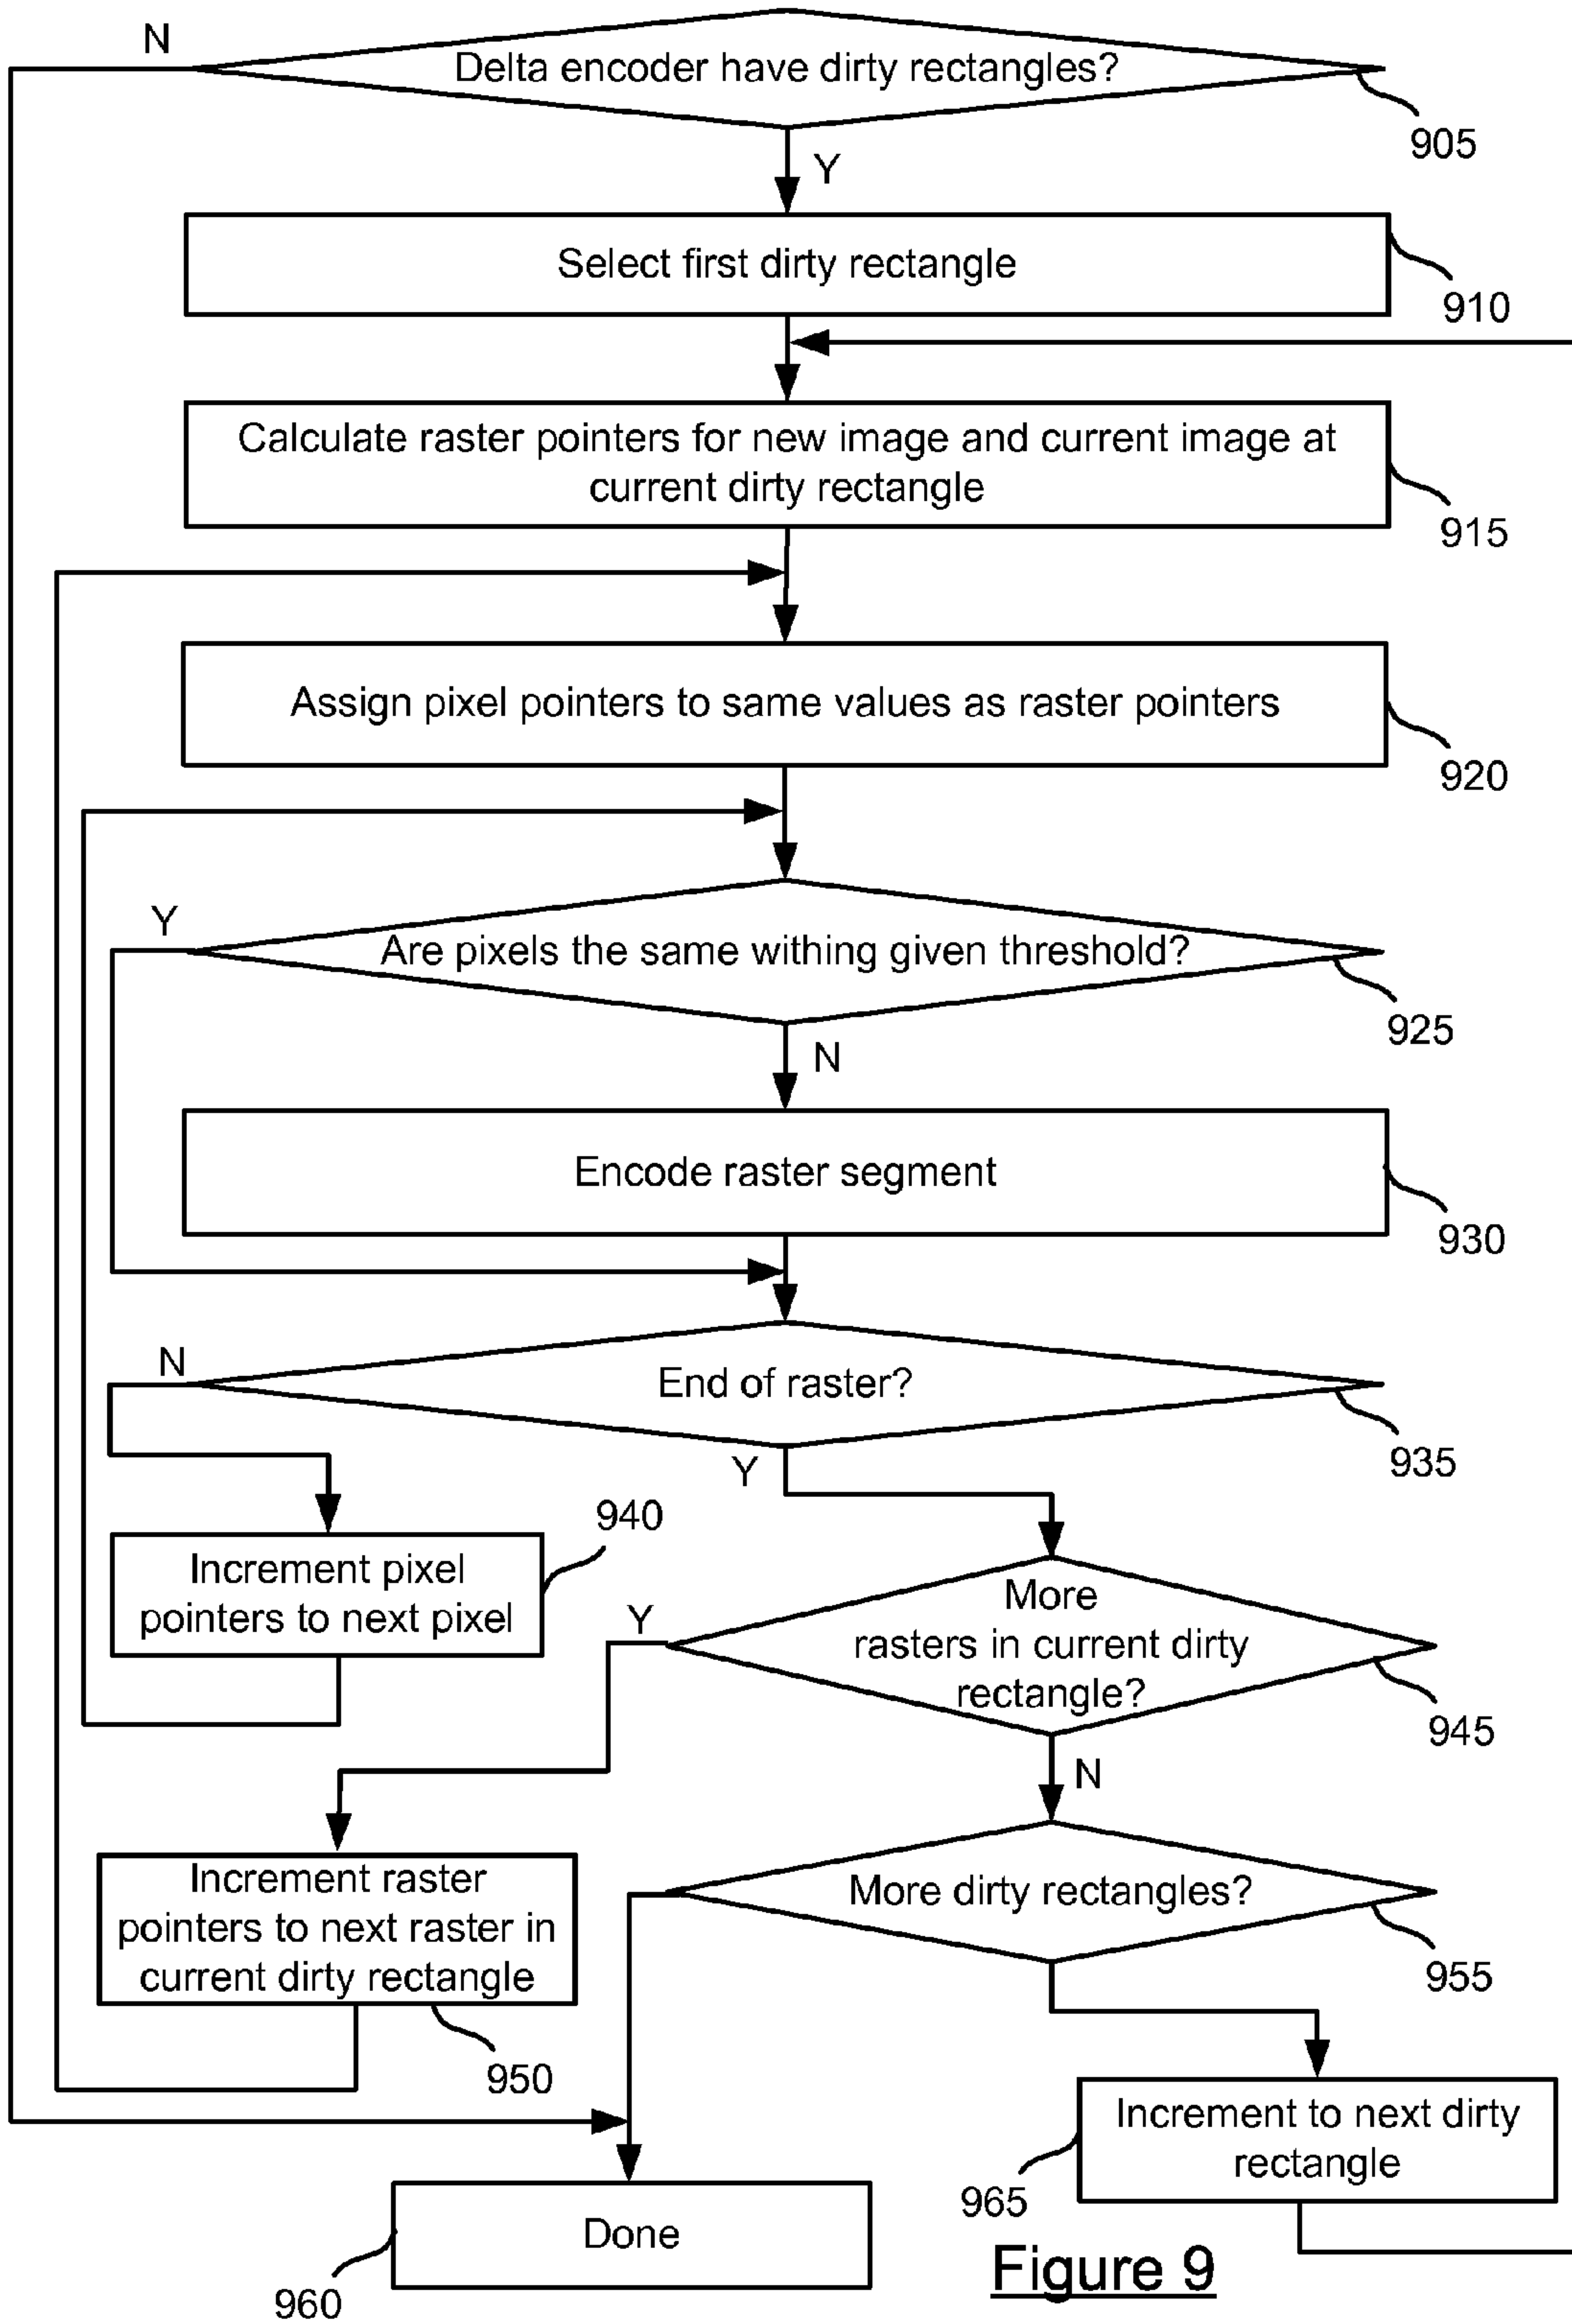 N
Delta encoder have dirty rectangles?
905
Y
Select first dirty rectangle
910
Calculate raster pointers for new image and current image at
current dirty rectangle
915
Assign pixel pointers to same values as raster pointers
920
Y
Are pixels the same withing given threshold?
925
N
Encode raster segment
930
N
End of raster?
935
Y
940
Increment pixel
pointers to next pixel
More
rasters in current dirty
rectangle?
Y
945
N
Increment raster
pointers to next raster in
current dirty rectangle
950
More dirty rectangles?
955
Increment to next dirty
rectangle
965
Done
960
Figure 9